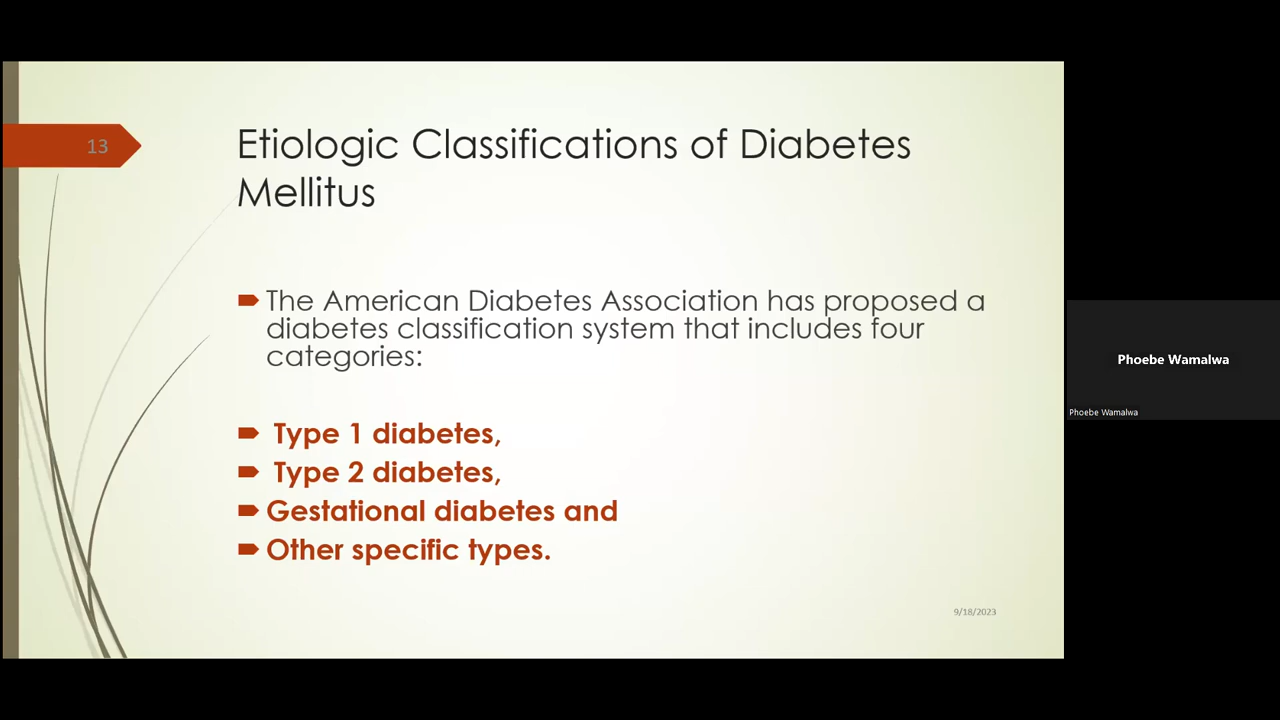 13
Etiologic Classifications of Diabetes
Mellitus
The American Diabetes Association has proposed a
diabetes classification system that includes four
categories:
Type 1 diabetes,
Type 2 diabetes,
Gestational diabetes and
Other specific types.
9/18/2023
Phoebe Wamalwa
Phoebe Wamalwa